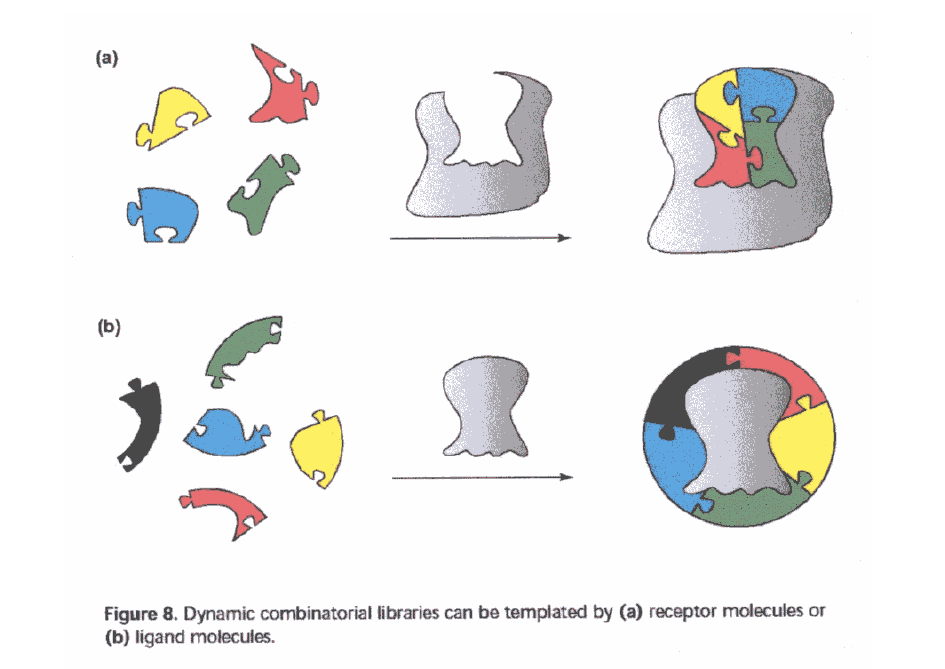 (a)
(b)
Figure 8. Dynamic combinatorial libraries can be templated by (a) receptor molecules or
(b) ligand molecules.